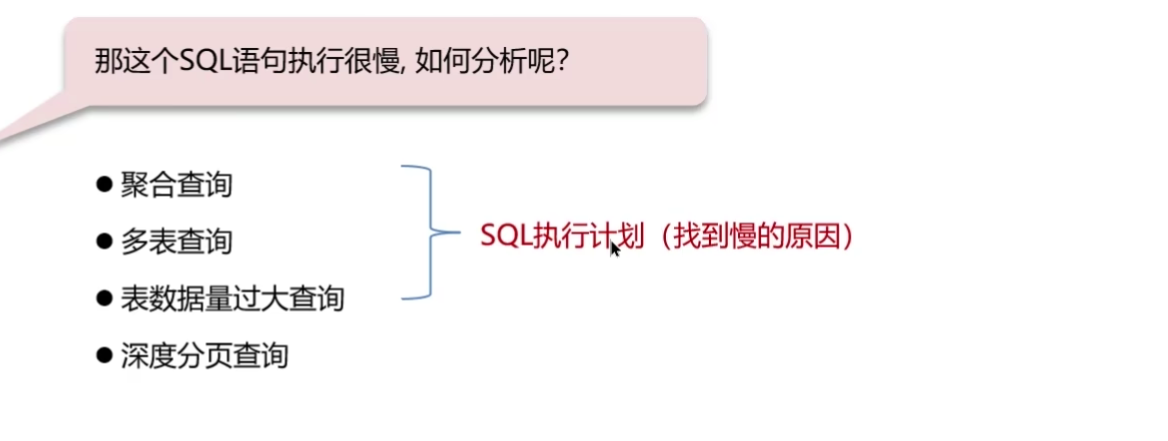 那这个SQL语句执行很慢, 如何分析呢?
聚合查询
多表查询
SQL执行计划（找到慢的原因）
表数据量过大查询
深度分页查询